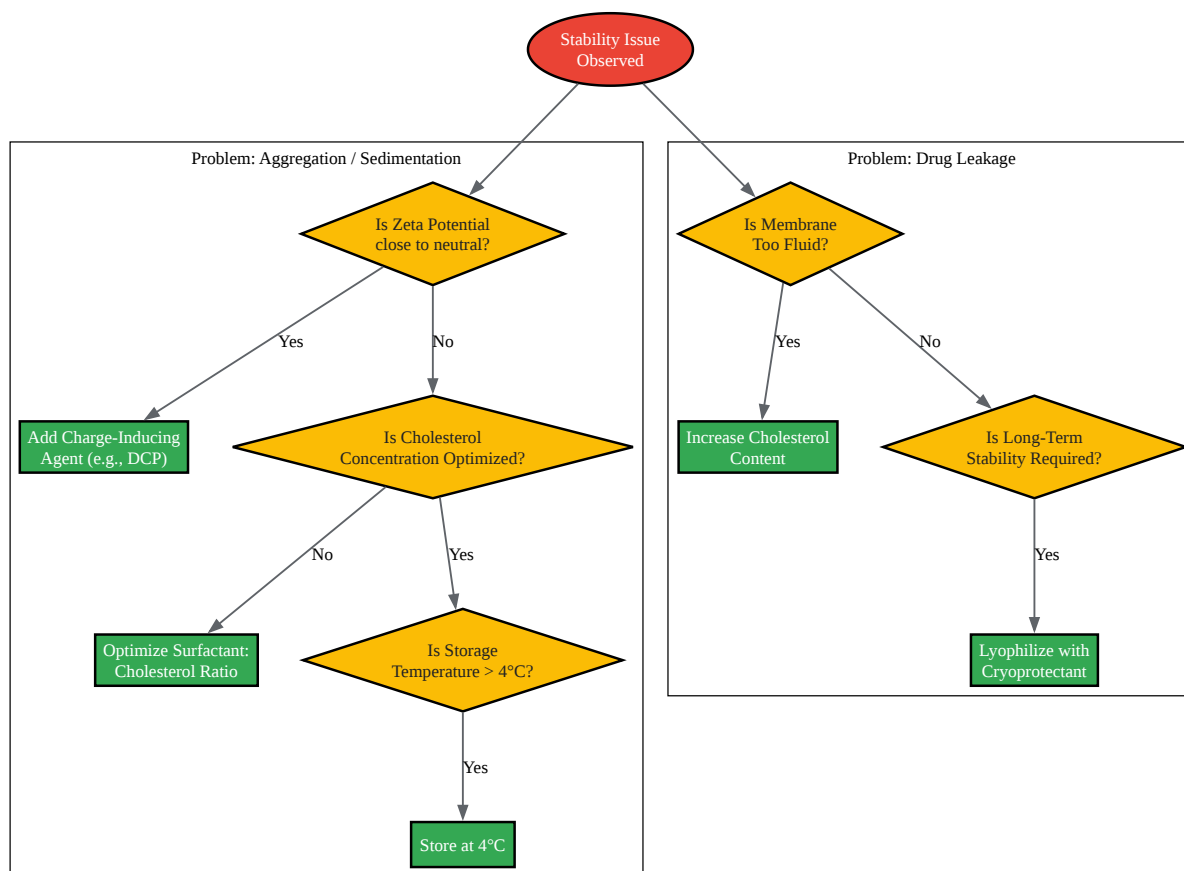 Stability Issue
Observed
Problem: Aggregation / Sedimentation
Problem: Drug Leakage
Is Zeta Potential
close to neutral?
Is Membrane
Too Fluid?
Yes
No
Yes
No
Add Charge-Inducing
Agent (e.g., DCP)
Is Cholesterol
Concentration Optimized?
Increase Cholesterol
Content
Is Long-Term
Stability Required?
No
Yes
Yes
Optimize Surfactant:
Cholesterol Ratio
Is Storage
Temperature > 4°C?
Lyophilize with
Cryoprotectant
Yes
Store at 4°C